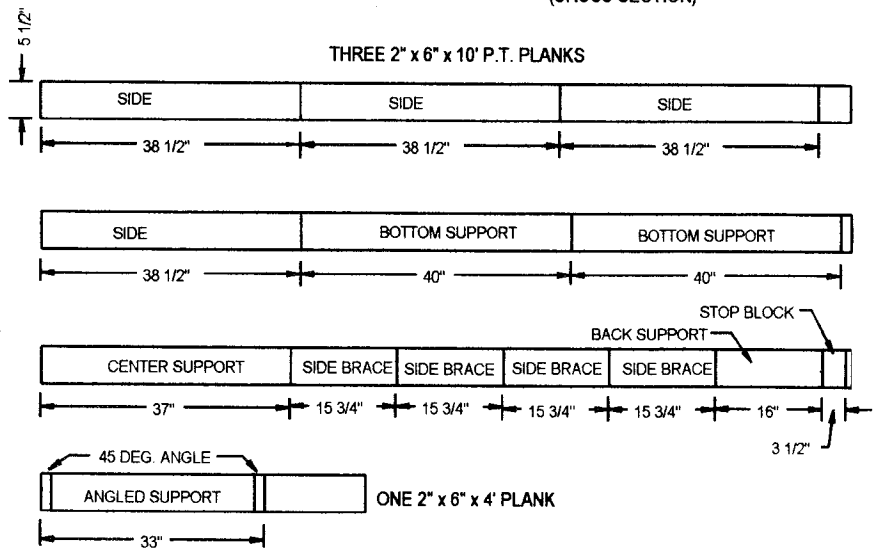 5 1/2"
THREE 2" x 6" x 10' P.T. PLANKS
SIDE SIDE SIDE
38 1/2" 38 1/2" 38 1/2"
SIDE BOTTOM SUPPORT BOTTOM SUPPORT
38 1/2" 40" 40"
STOP BLOCK
BACK SUPPORT
CENTER SUPPORT SIDE BRACE SIDE BRACE SIDE BRACE SIDE BRACE
37" 15 3/4" 15 3/4" 15 3/4" 15 3/4" 16"
3 1/2"
45 DEG. ANGLE
ANGLED SUPPORT ONE 2" x 6" x 4' PLANK
33"